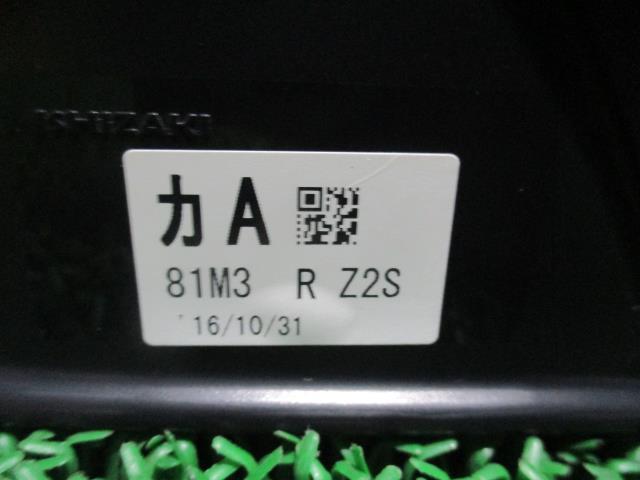 ISHIZAKI
カA
81M3 R Z2S
'16/10/31